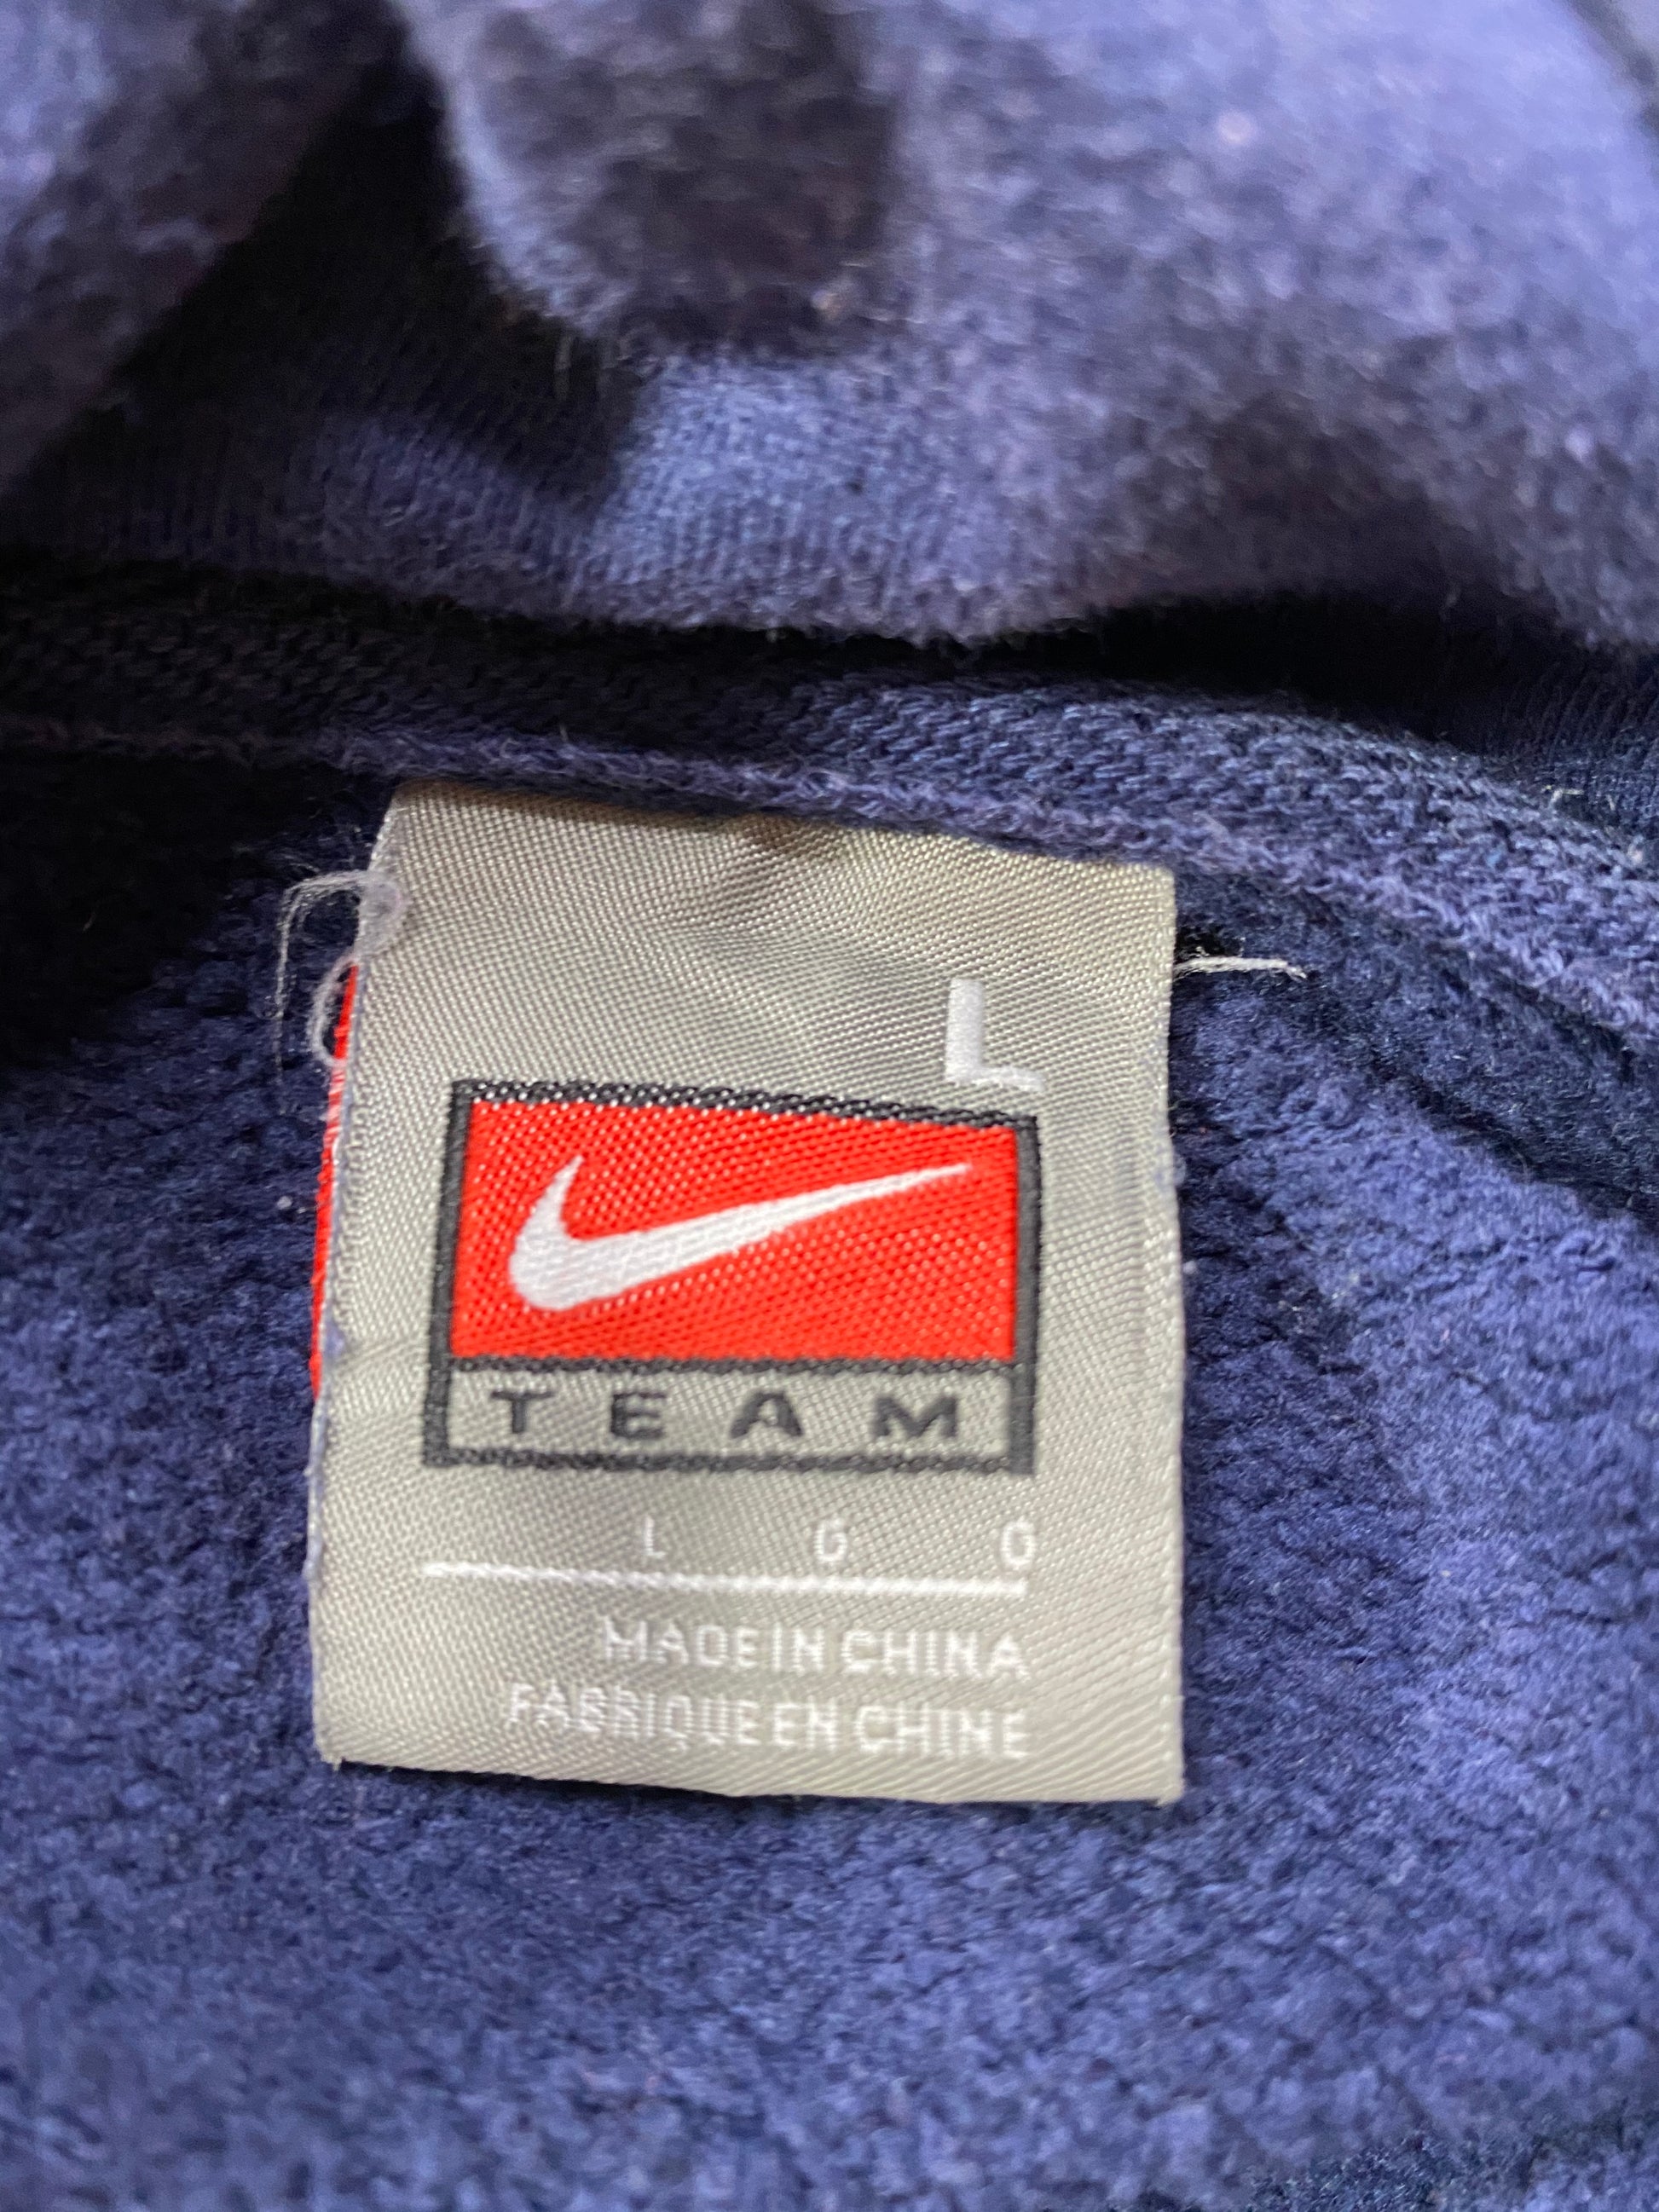 L
TEAM
L G G
MADE IN CHINA
FABRIQUE EN CHINE